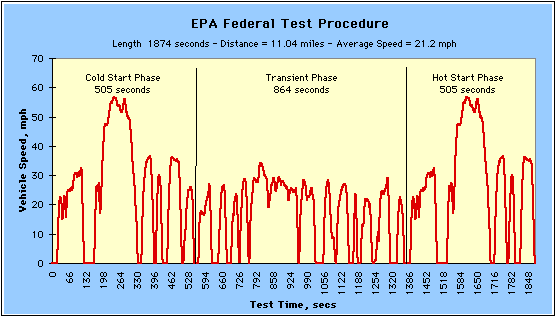 EPA Federal Test Procedure
Length 1874 seconds - Distance = 11.04 miles - Average Speed = 21.2 mph
Cold Start Phase
505 seconds
Transient Phase
864 seconds
Hot Start Phase
505 seconds
Vehicle Speed, mph
70
60
50
40
30
20
10
0
0 66 132 198 264 330 396 462 528 594 660 726 792 858 924 990 1056 1122 1188 1254 1320 1386 1452 1518 1584 1650 1716 1782 1848
Test Time, secs